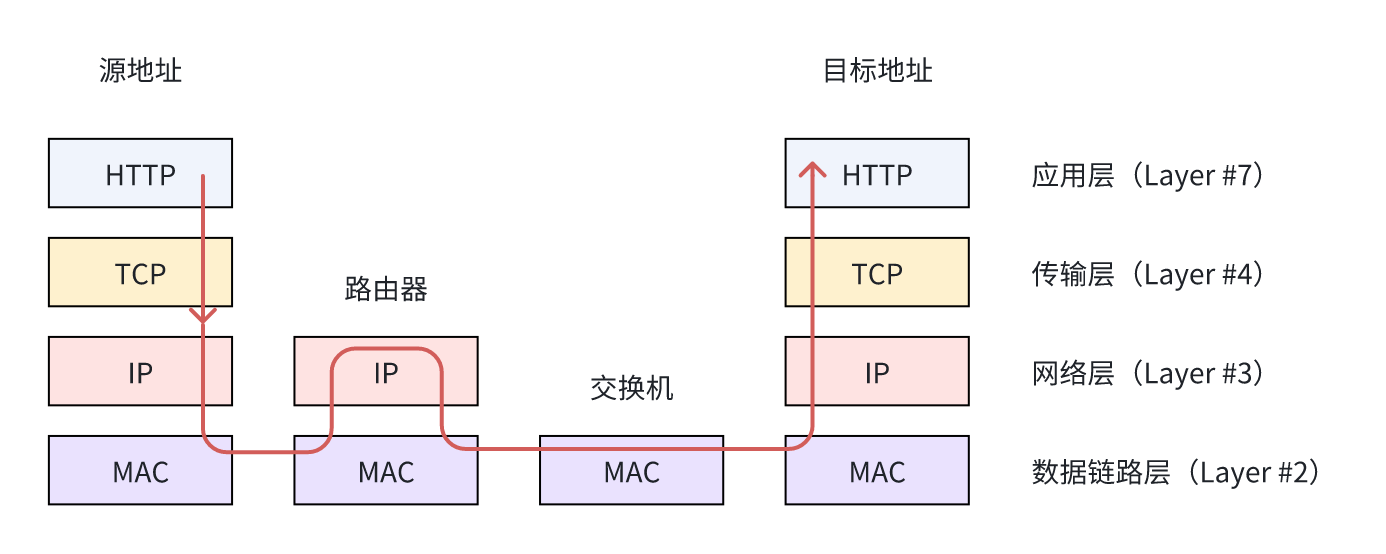 源地址
目标地址
HTTP
HTTP
应用层（Layer #7）
TCP
TCP
传输层（Layer #4）
路由器
IP
IP
IP
网络层（Layer #3）
交换机
MAC
MAC
MAC
MAC
数据链路层（Layer #2）